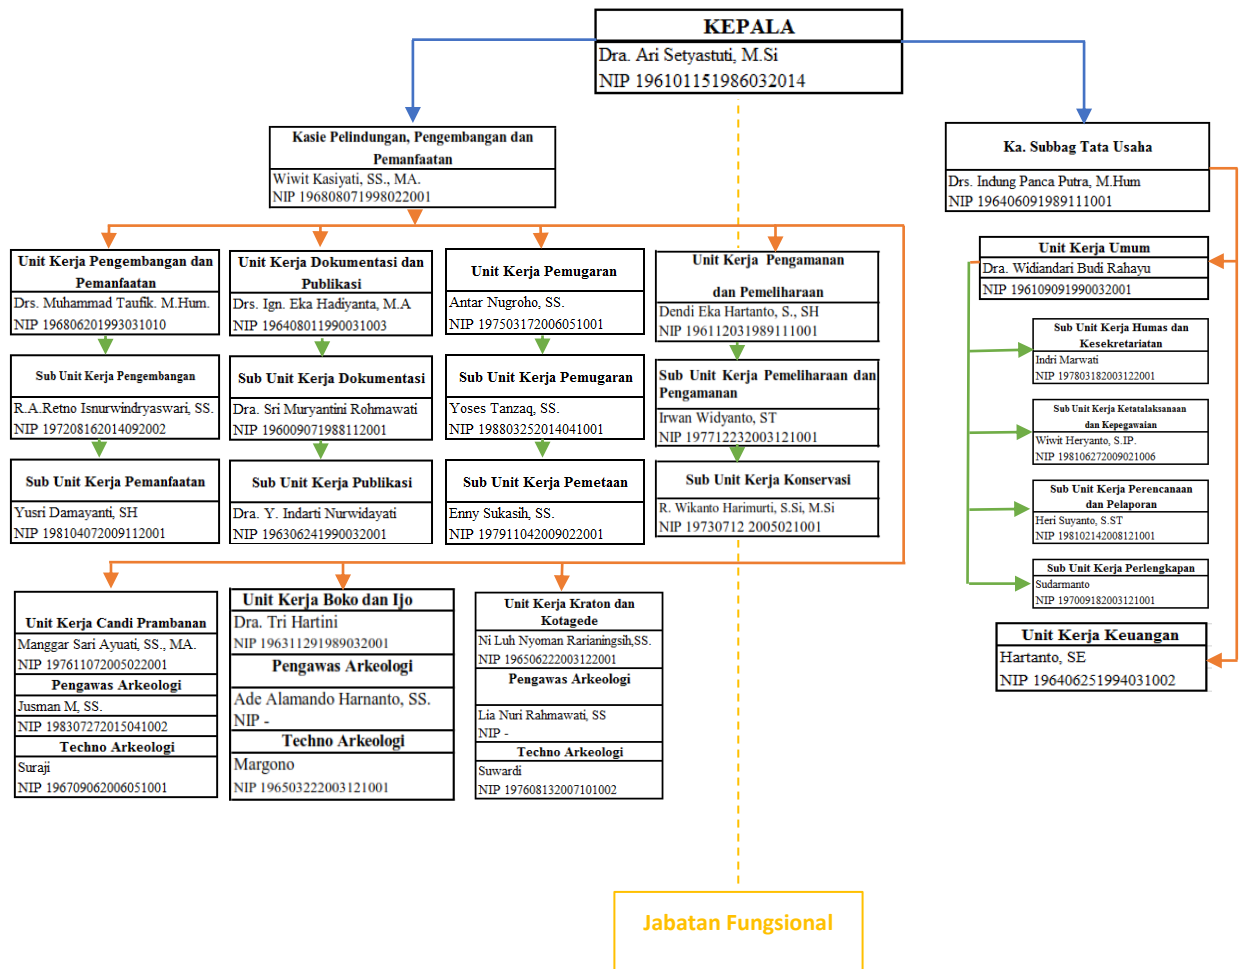 KEPALA
Dra. Ari Setyastuti, M.Si
NIP 196101151986032014
Kasie Pelindungan, Pengembangan dan
Pemanfaatan
Wiwit Kasiyati, SS., MA.
NIP 196808071998022001
Ka. Subbag Tata Usaha
Drs. Indung Panca Putra, M.Hum
NIP 196406091989111001
Unit Kerja Pengembangan dan
Pemanfaatan
Drs. Muhammad Taufik. M.Hum.
NIP 196806201993031010
Sub Unit Kerja Pengembangan
R.A.Retno Isnurwindryaswari, SS.
NIP 197208162014092002
Sub Unit Kerja Pemanfaatan
Yusri Damayanti, SH
NIP 198104072009112001
Unit Kerja Dokumentasi dan
Publikasi
Drs. Ign. Eka Hadiyanta, M.A
NIP 196408011990031003
Sub Unit Kerja Dokumentasi
Dra. Sri Muryantini Rohmawati
NIP 196009071988112001
Sub Unit Kerja Publikasi
Dra. Y. Indarti Nurwidayati
NIP 196306241990032001
Unit Kerja Pemugaran
Antar Nugroho, SS.
NIP 197503172006051001
Sub Unit Kerja Pemugaran
Yoses Tanzaq, SS.
NIP 198803252014041001
Sub Unit Kerja Pemetaan
Enny Sukasih, SS.
NIP 197911042009022001
Unit Kerja Pengamanan
dan Pemeliharaan
Dendi Eka Hartanto, S., SH
NIP 196112031989111001
Sub Unit Kerja Pemeliharaan dan
Pengamanan
Irwan Widyanto, ST
NIP 197712232003121001
Sub Unit Kerja Konservasi
R. Wikanto Harimurti, S.Si, M.Si
NIP 19730712 2005021001
Unit Kerja Umum
Dra. Widiandari Budi Rahayu
NIP 196109091990032001
Sub Unit Kerja Humas dan
Kesekretariatan
Indri Marwati
NIP 197803182003122001
Sub Unit Kerja Ketatalaksanaan
dan Kepegawaian
Wiwit Heryanto, S.IP.
NIP 198106272009021006
Sub Unit Kerja Perencanaan
dan Pelaporan
Heri Suyanto, S.ST
NIP 198102142008121001
Sub Unit Kerja Perlengkapan
Sudarmanto
NIP 197009182003121001
Unit Kerja Keuangan
Hartanto, SE
NIP 196406251994031002
Unit Kerja Candi Prambanan
Manggar Sari Ayuati, SS., MA.
NIP 197611072005022001
Pengawas Arkeologi
Jusman M, SS.
NIP 198307272015041002
Techno Arkeologi
Suraji
NIP 196709062006051001
Unit Kerja Boko dan Ijo
Dra. Tri Hartini
NIP 196311291989032001
Pengawas Arkeologi
Ade Alamando Harnanto, SS.
NIP -
Techno Arkeologi
Margono
NIP 196503222003121001
Unit Kerja Kraton dan
Kotagede
Ni Luh Nyoman Rarianingsih,SS.
NIP 196506222003122001
Pengawas Arkeologi
Lia Nuri Rahmawati, SS
NIP -
Techno Arkeologi
Suwardi
NIP 197608132007101002
Jabatan Fungsional